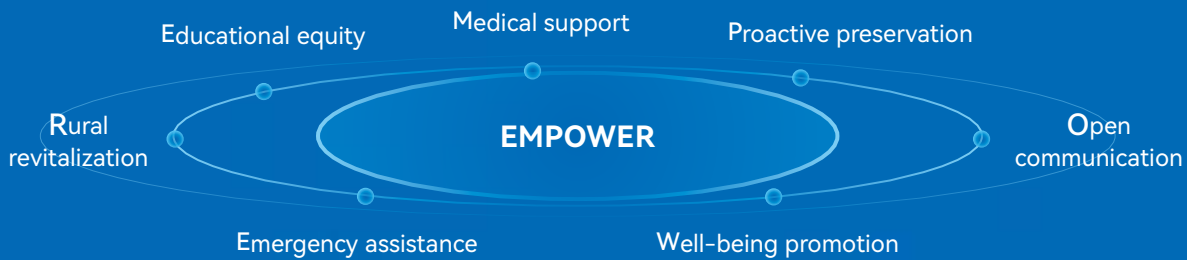 Medical support
Educational equity
Proactive preservation
Rural
revitalization
EMPOWER
Open
communication
Emergency assistance
Well-being promotion